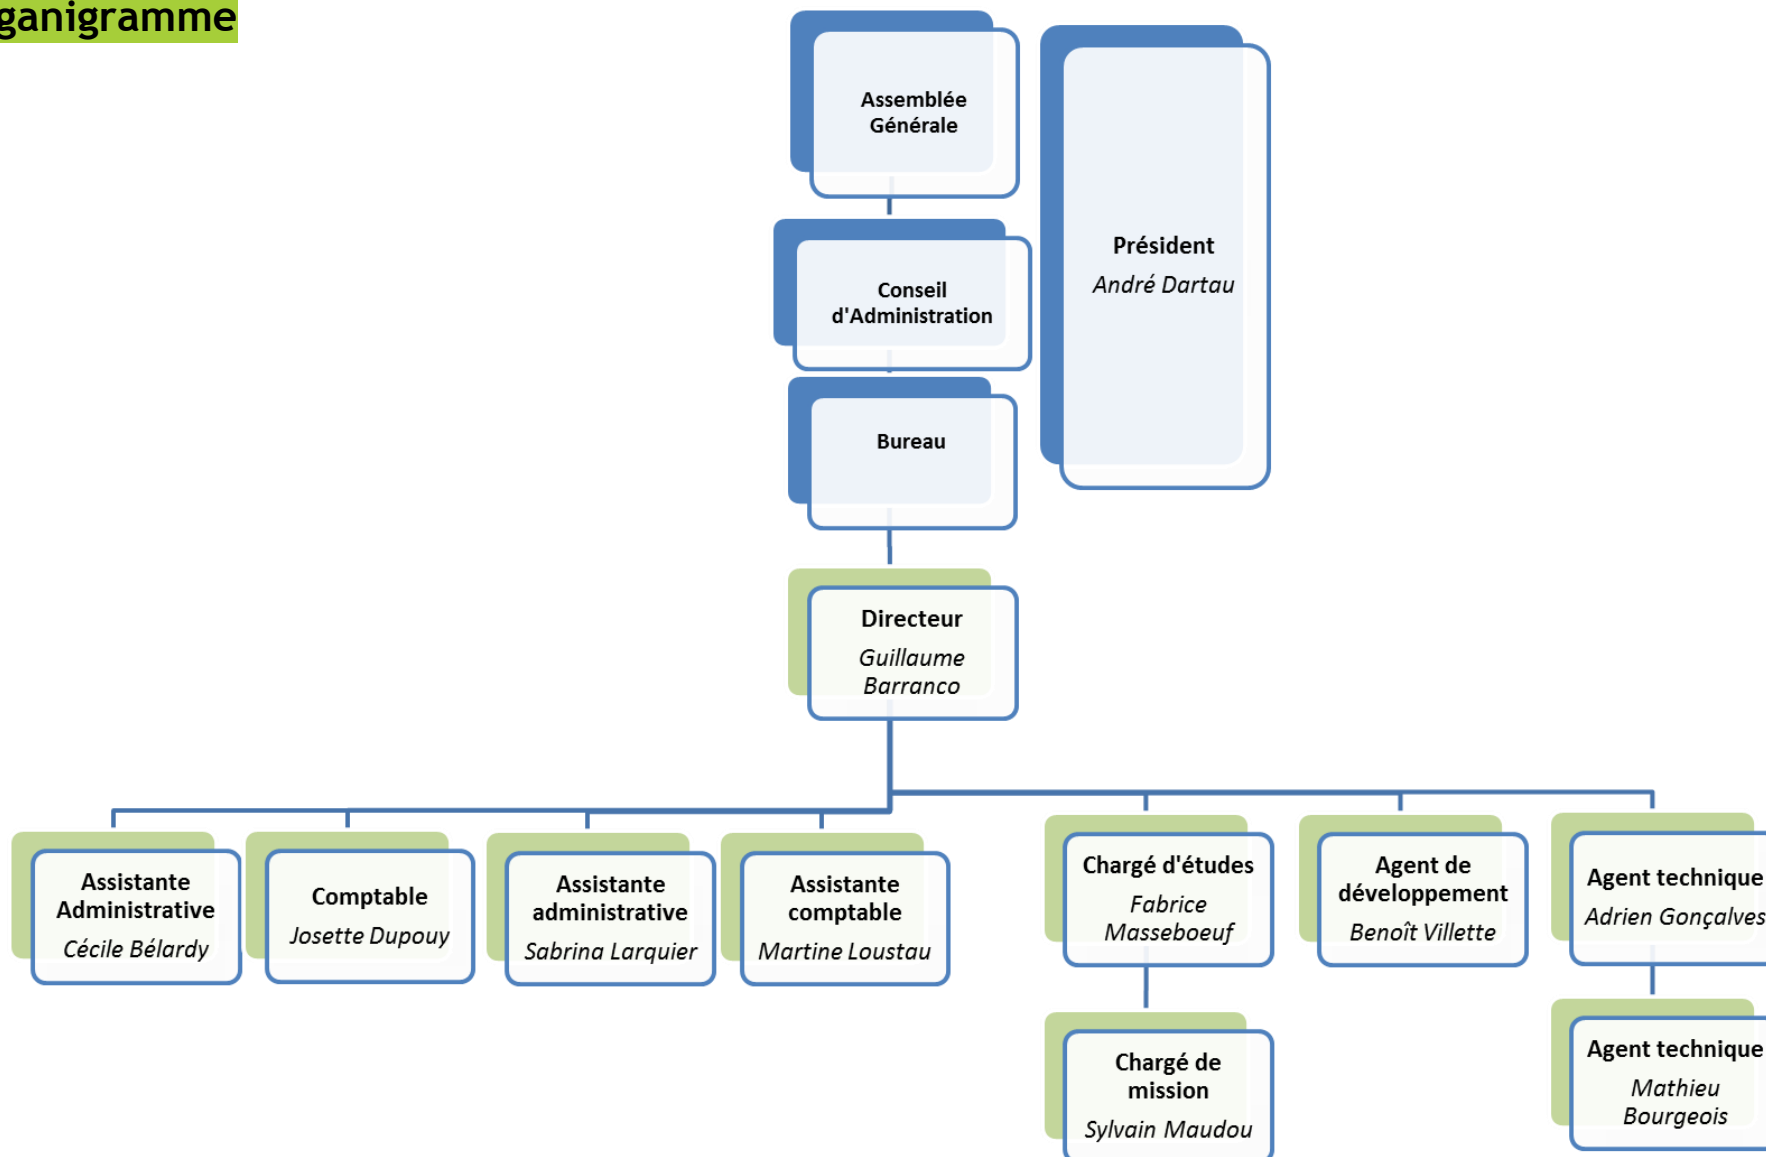 ganigramme
Assemblée
Générale
Président
André Dartau
Conseil
d'Administration
Bureau
Directeur
Guillaume
Barranco
Assistante
Administrative
Cécile Bélardy
Comptable
Josette Dupouy
Assistante
administrative
Sabrina Larquier
Assistante
comptable
Martine Loustau
Chargé d'études
Fabrice
Masseboeuf
Agent de
développement
Benoît Villette
Agent technique
Adrien Gonçalves
Chargé de
mission
Sylvain Maudou
Agent technique
Mathieu
Bourgeois